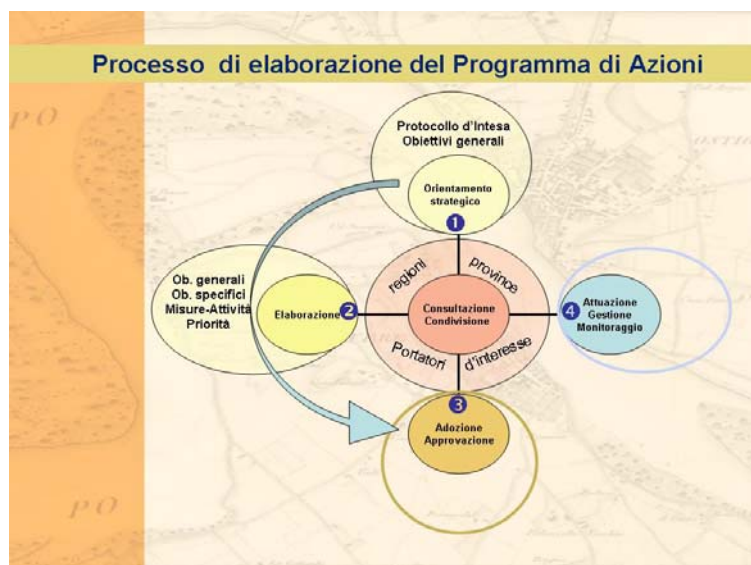 Processo di elaborazione del Programma di Azioni
PO
Protocollo d'Intesa
Obiettivi generali
Orientamento
strategico
1
regioni
province
Ob. generali
Ob. specifici
Misure-Attività
Priorità
Elaborazione
2
Consultazione
Condivisione
4
Attuazione
Gestione
Monitoraggio
Portatori
d'interesse
3
Adozione
Approvazione
PO